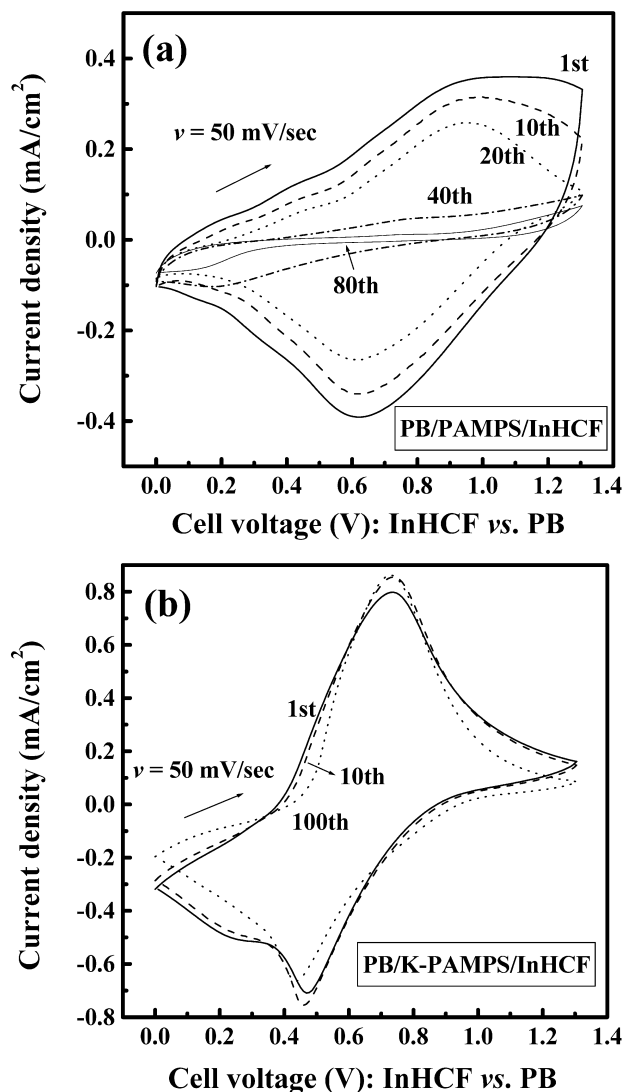 (a)
1st
ν = 50 mV/sec
10th
20th
40th
80th
PB/PAMPS/InHCF
0.4
0.2
0.0
-0.2
-0.4
Current density (mA/cm²)
0.0 0.2 0.4 0.6 0.8 1.0 1.2 1.4
Cell voltage (V): InHCF vs. PB
(b)
1st
ν = 50 mV/sec
10th
100th
PB/K-PAMPS/InHCF
0.8
0.6
0.4
0.2
0.0
-0.2
-0.4
-0.6
-0.8
Current density (mA/cm²)
0.0 0.2 0.4 0.6 0.8 1.0 1.2 1.4
Cell voltage (V): InHCF vs. PB